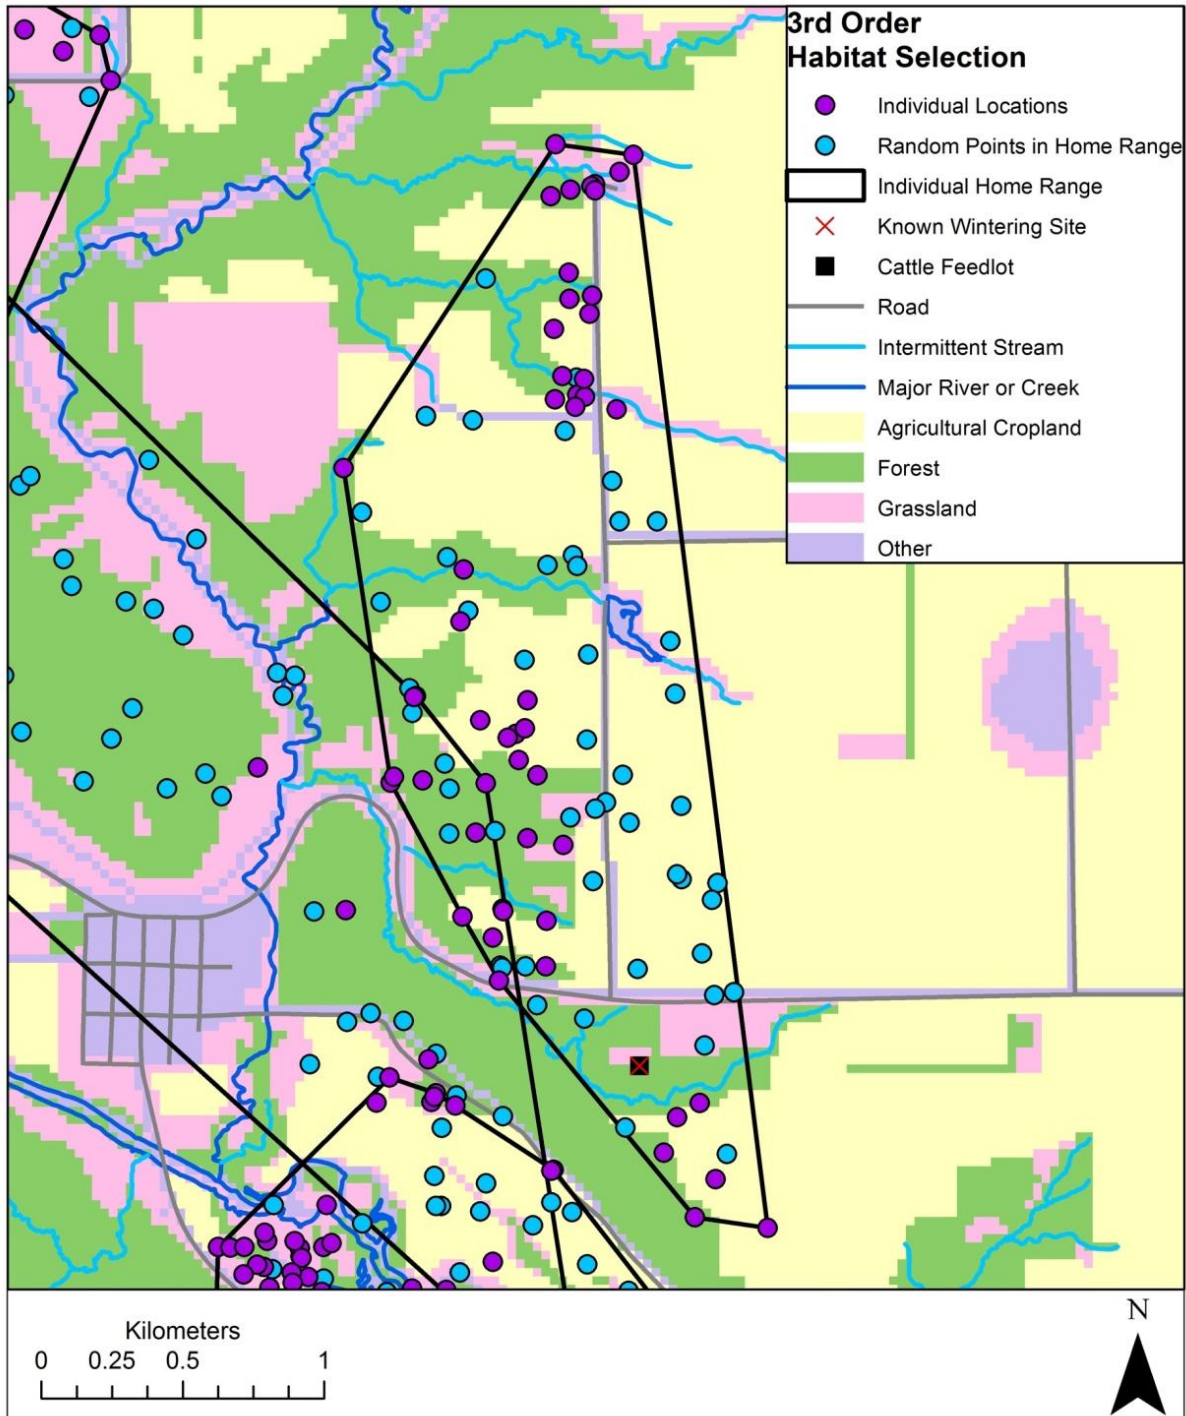 3rd Order
Habitat Selection
Individual Locations
Random Points in Home Range
Individual Home Range
Known Wintering Site
Cattle Feedlot
Road
Intermittent Stream
Major River or Creek
Agricultural Cropland
Forest
Grassland
Other
Kilometers
0 0.25 0.5 1
N